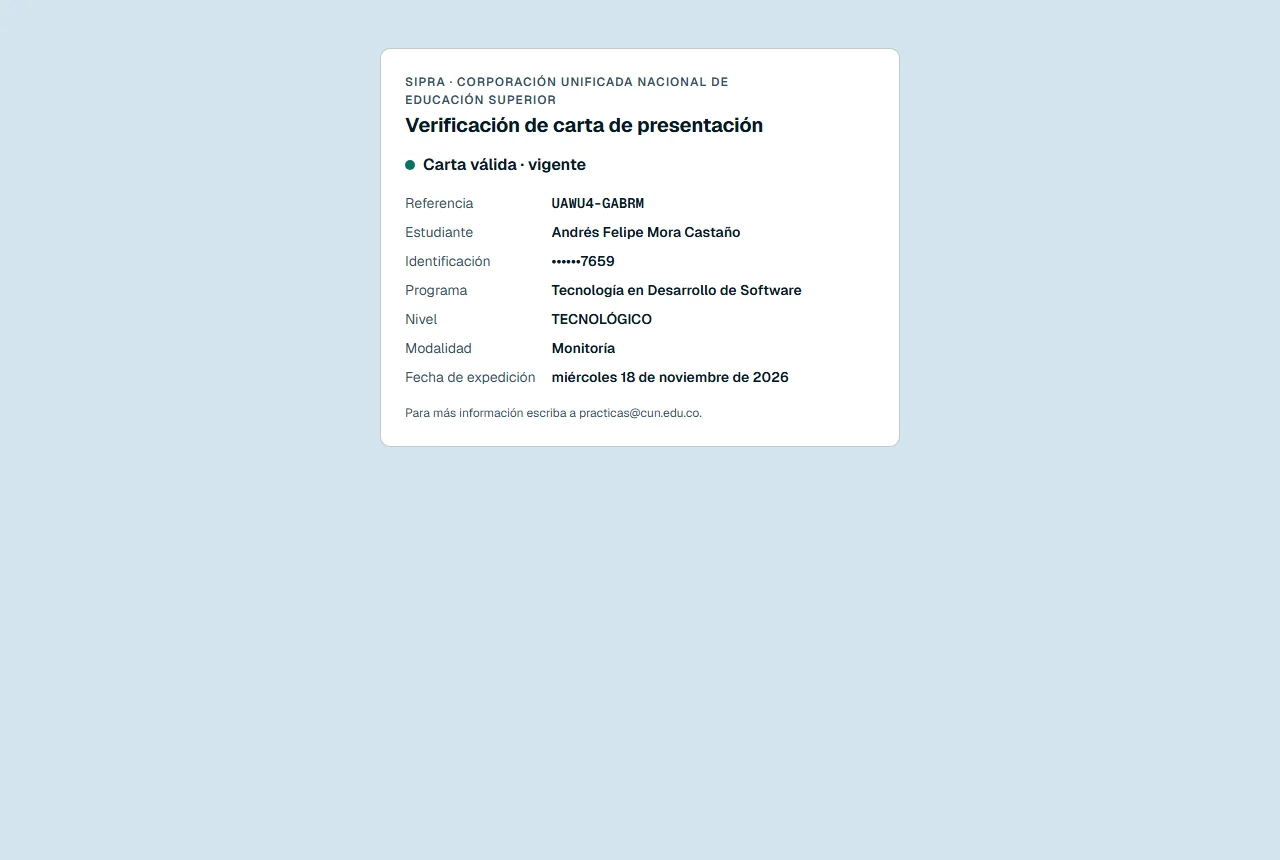 SIPRA · CORPORACIÓN UNIFICADA NACIONAL DE
EDUCACIÓN SUPERIOR
Verificación de carta de presentación
Carta válida · vigente
Referencia UAWU4-GABRM
Estudiante Andrés Felipe Mora Castaño
Identificación ••••••7659
Programa Tecnología en Desarrollo de Software
Nivel TECNOLÓGICO
Modalidad Monitoría
Fecha de expedición miércoles 18 de noviembre de 2026
Para más información escriba a practicas@cun.edu.co.